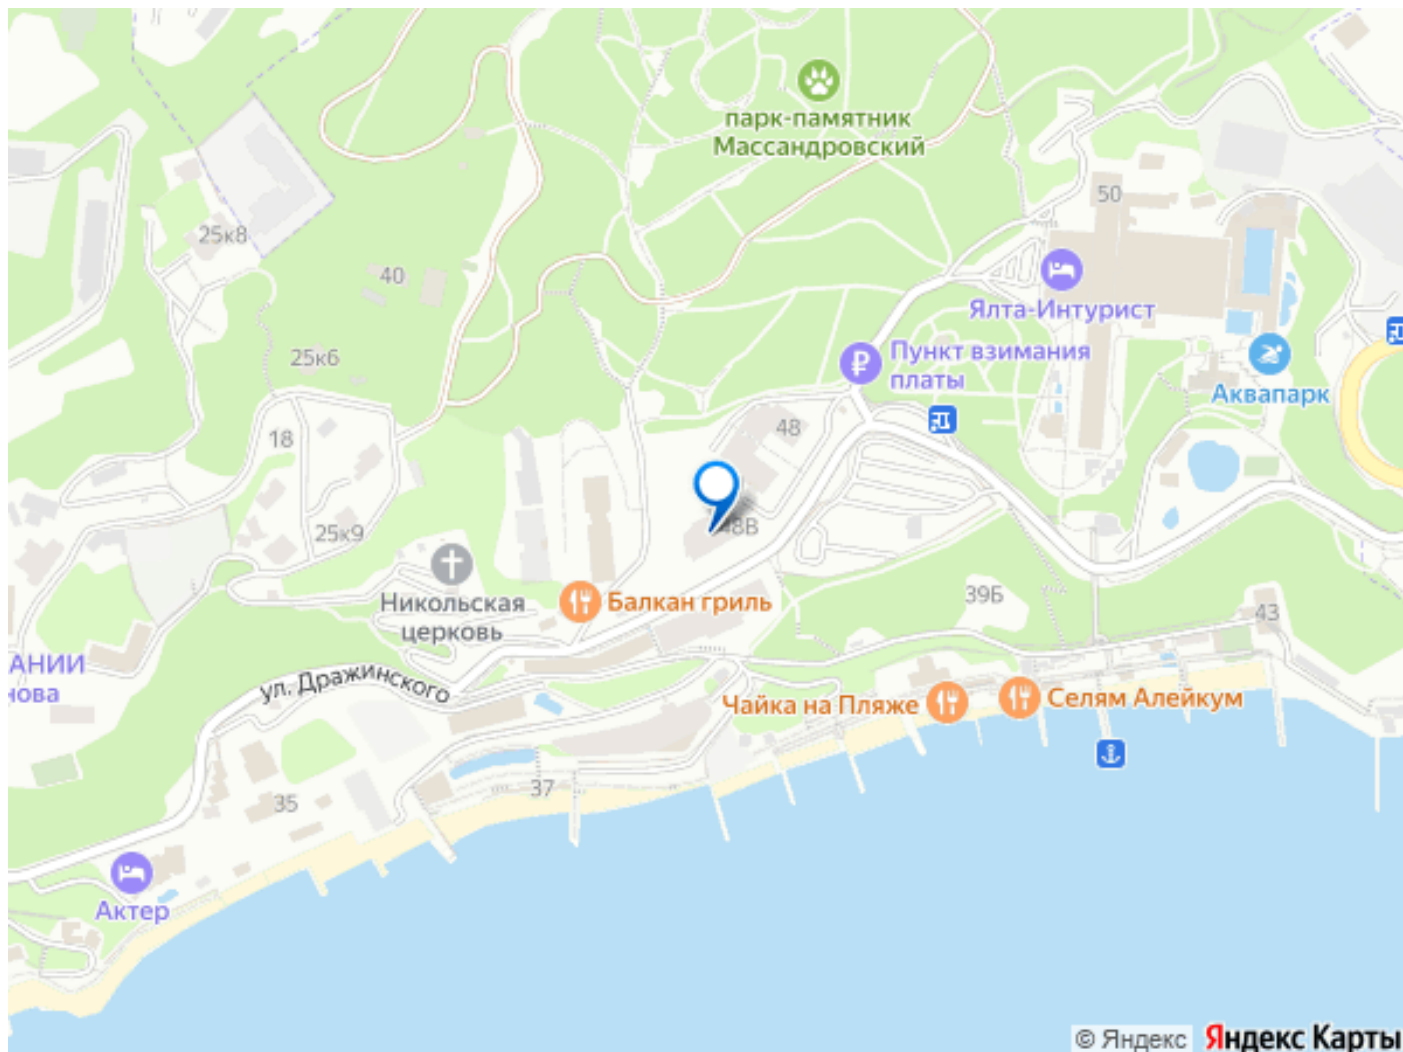 парк-памятник
Массандровский
50
25к8
40
Ялта-Интурист
25к6
Пункт взимания
платы
Аквапарк
48
18
48В
25к9
Никольская
церковь
Балкан гриль
39Б
43
АНИИ
нова
ул. Дражинского
Чайка на Пляже
Селям Алейкум
37
35
Актер
© Яндекс
Яндекс Карты